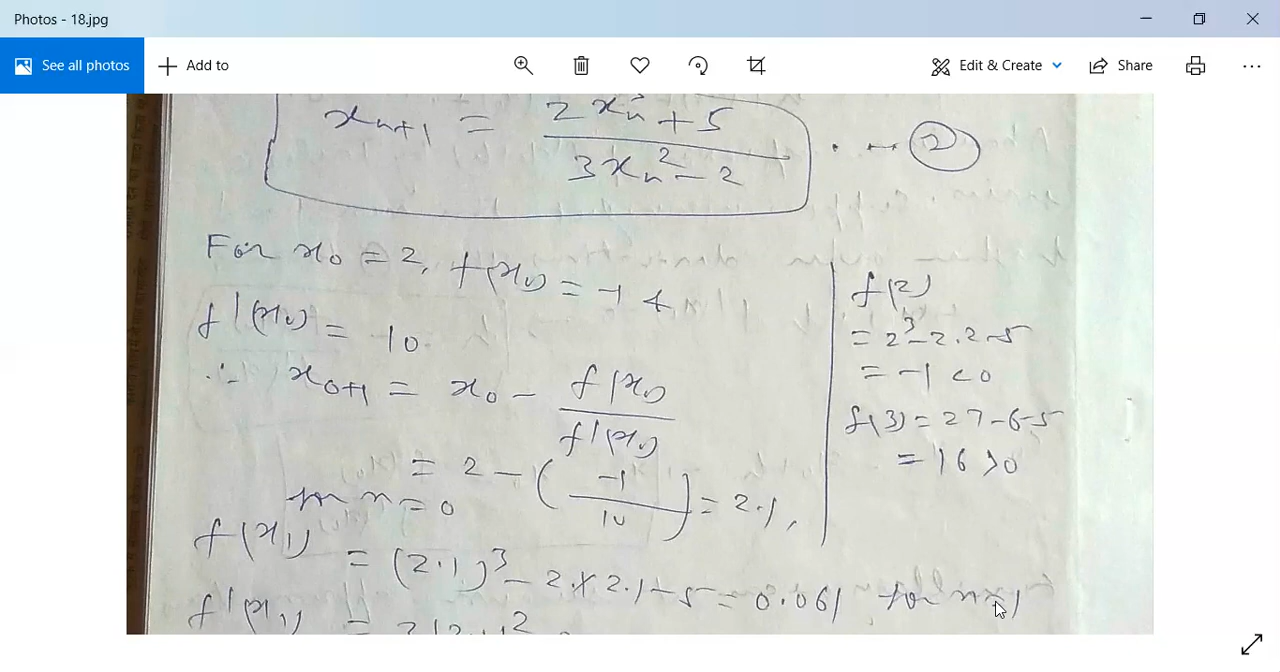 Photos - 18.jpg
See all photos
Add to
Edit & Create
Share
xₙ₊₁ = (2xₙ³ + 5) / (3xₙ² - 2) ②
For x₀ = 2, f(x₀) = -1
f'(x₀) = 10
∴ x₀₊₁ = x₀ - f(x₀) / f'(x₀)
= 2 - (-1 / 10) = 2.1,
for n = 0
f(x₁) = (2.1)³ - 2×2.1 - 5 = 0.061 for
f'(x₁)
f(2)
= 2³ - 2.2 - 5
= -1 < 0
f(3) = 27 - 6 - 5
= 16 > 0